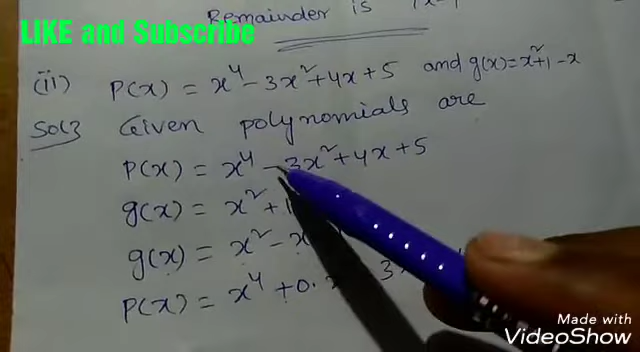 Remainder is
LIKE and Subscribe
(ii) P(x) = x⁴ - 3x² + 4x + 5 and g(x) = x² + 1 - x
Sol) Given polynomials are
P(x) = x⁴ - 3x² + 4x + 5
g(x) = x² + 1
g(x) = x² - x
P(x) = x⁴ + 0. 3
Made with
VideoShow